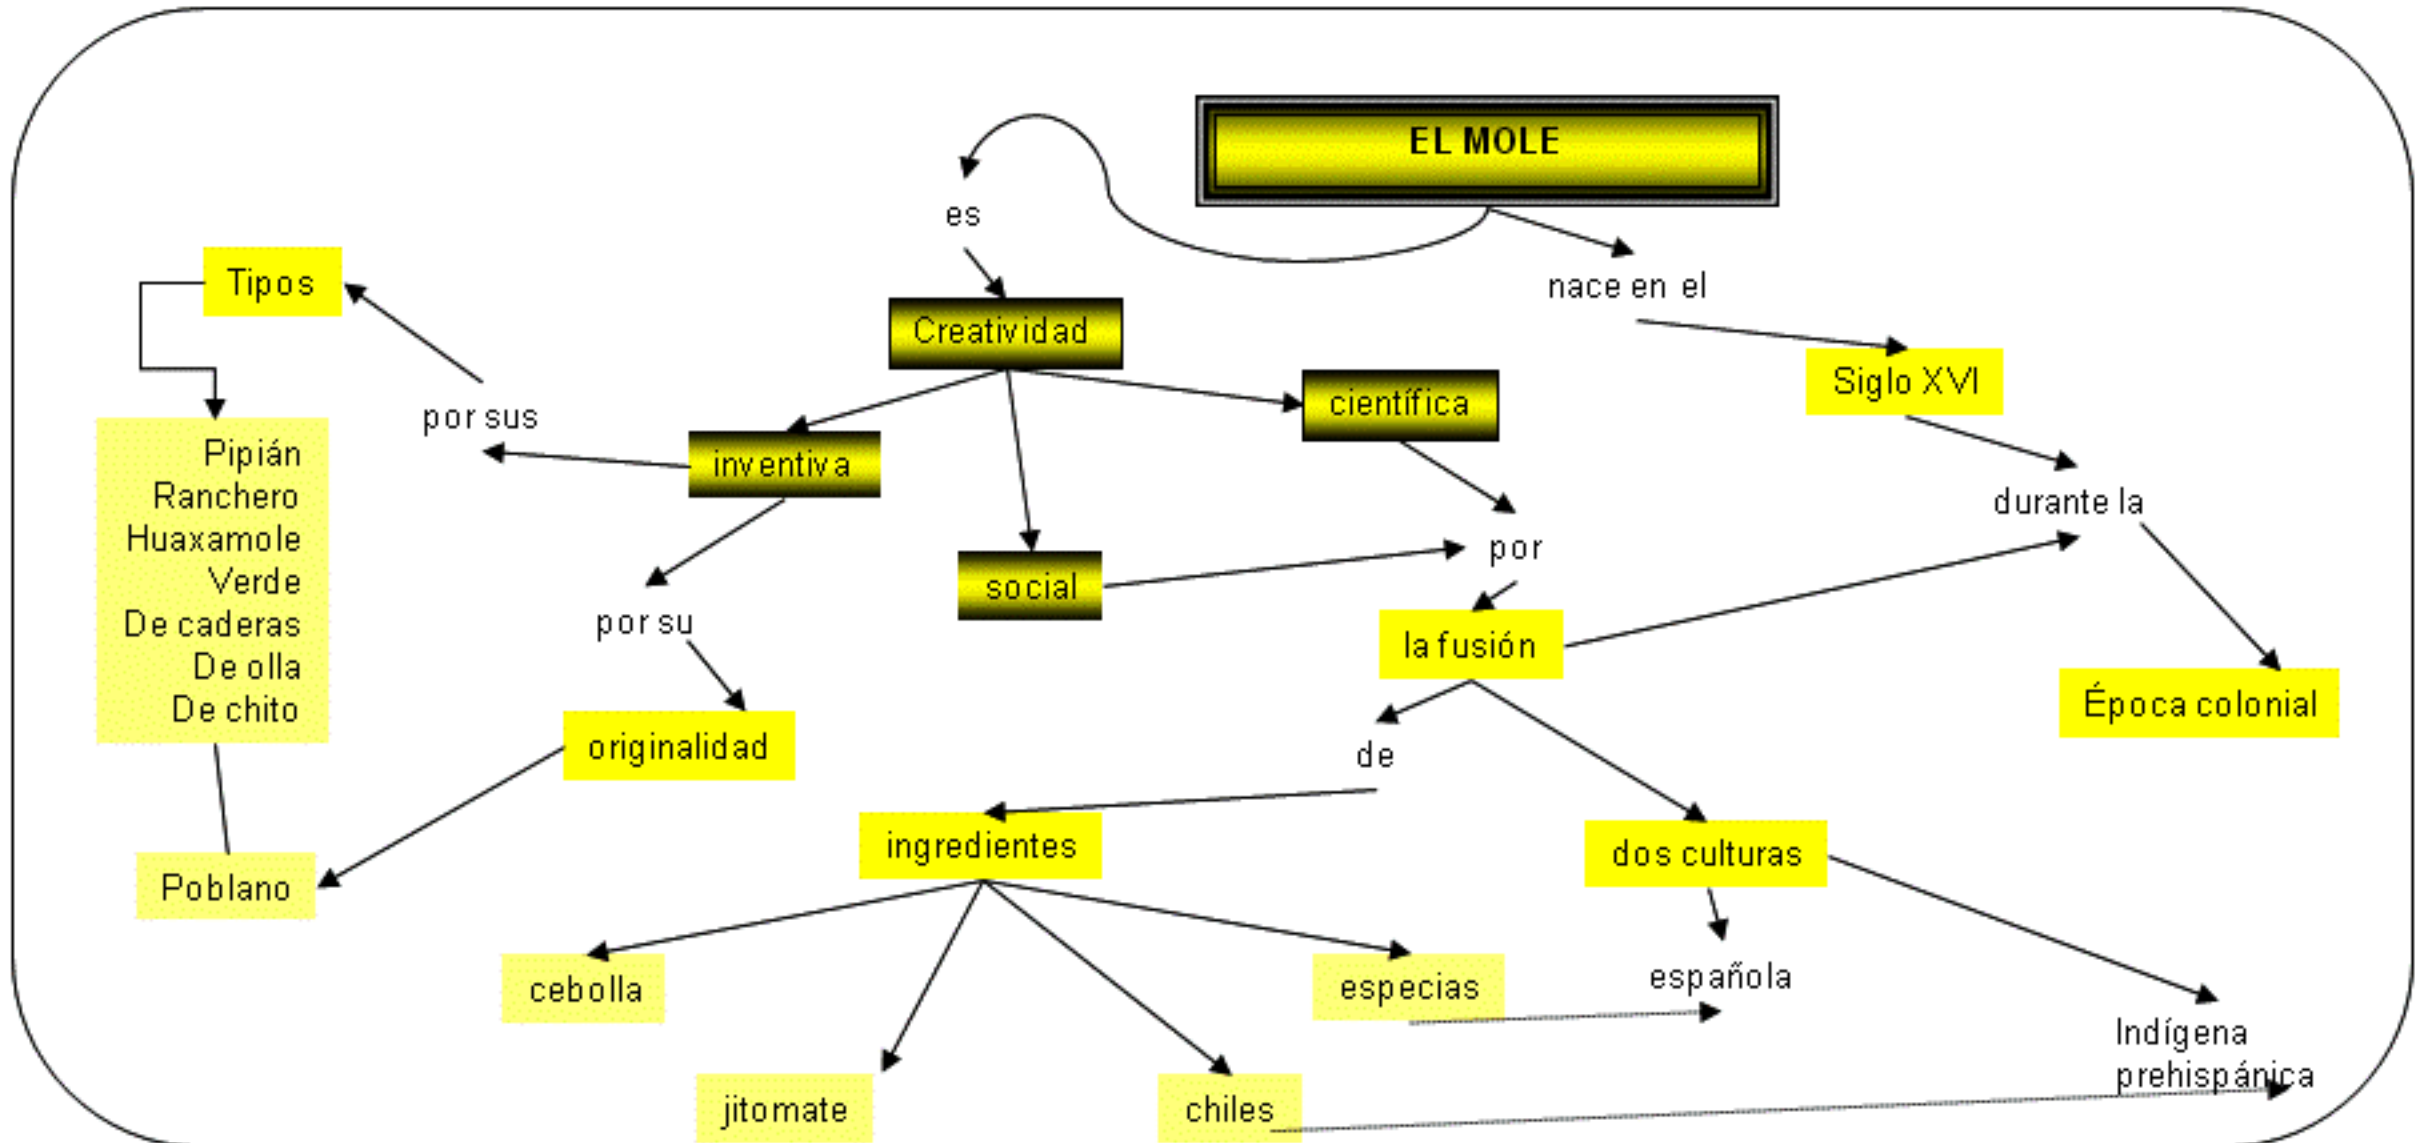 EL MOLE
es
nace en el
Tipos
Creatividad
científica
Siglo XVI
por sus
inventiva
Pipián
Ranchero
Huaxamole
Verde
De caderas
De olla
De chito
durante la
por
social
por su
la fusión
Época colonial
originalidad
de
ingredientes
dos culturas
Poblano
cebolla
especias
española
Indígena
prehispánica
jitomate
chiles